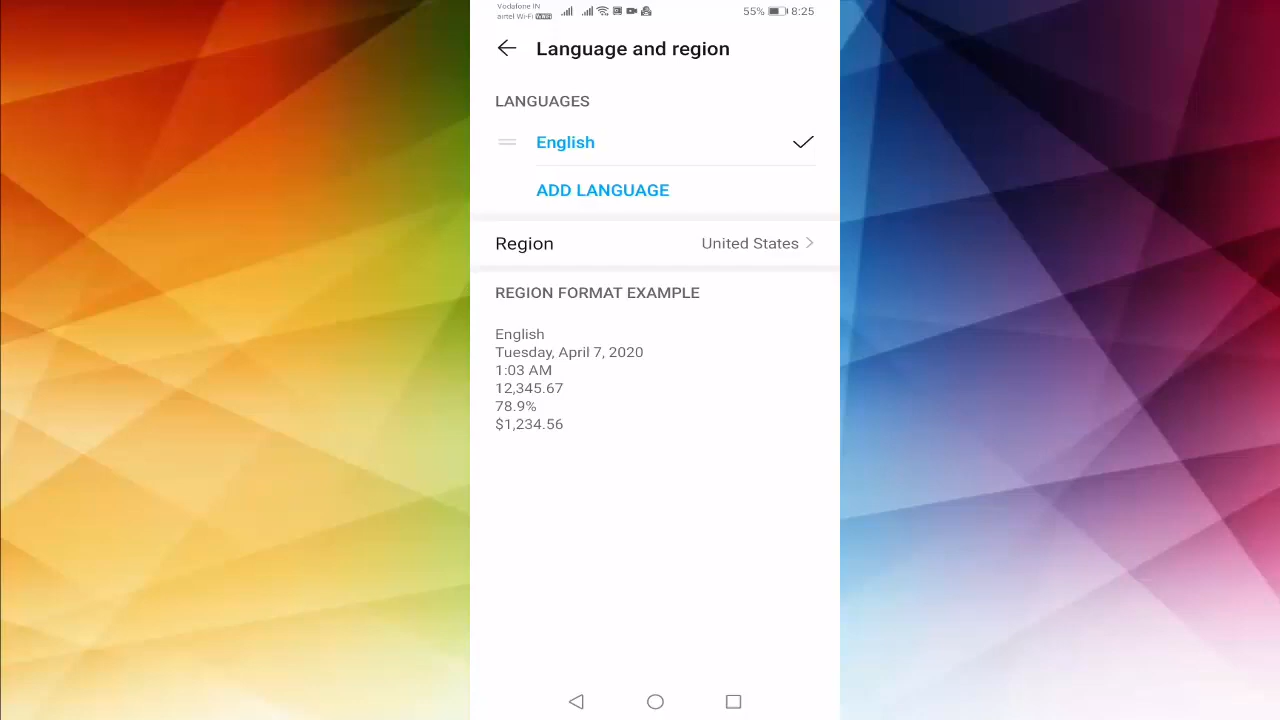 Vodafone IN
airtel Wi-Fi VoWiFi
55% 8:25
Language and region
LANGUAGES
English
ADD LANGUAGE
Region United States
REGION FORMAT EXAMPLE
English
Tuesday, April 7, 2020
1:03 AM
12,345.67
78.9%
$1,234.56